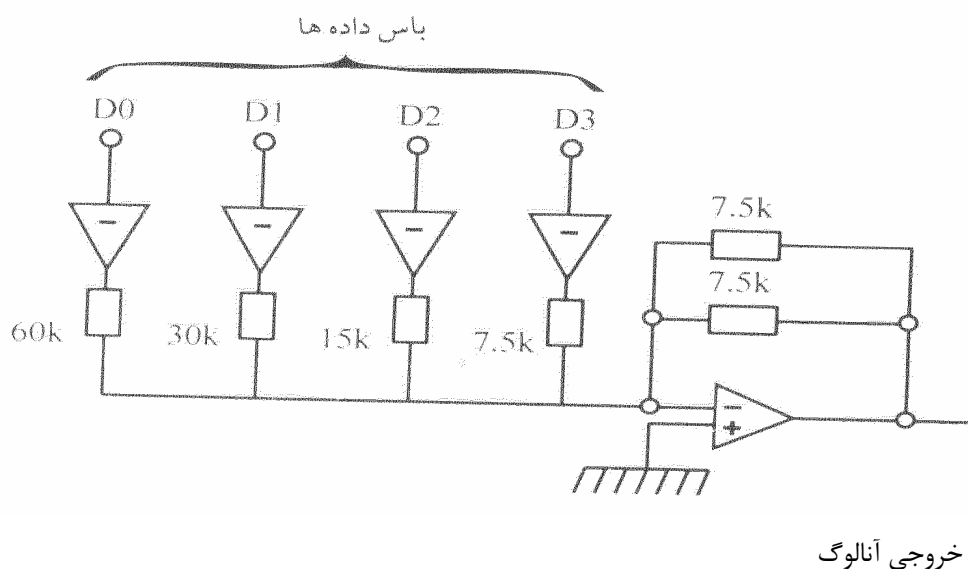 باس داده ها
D0 D1 D2 D3
7.5k
7.5k
60k 30k 15k 7.5k
خروجی آنالوگ